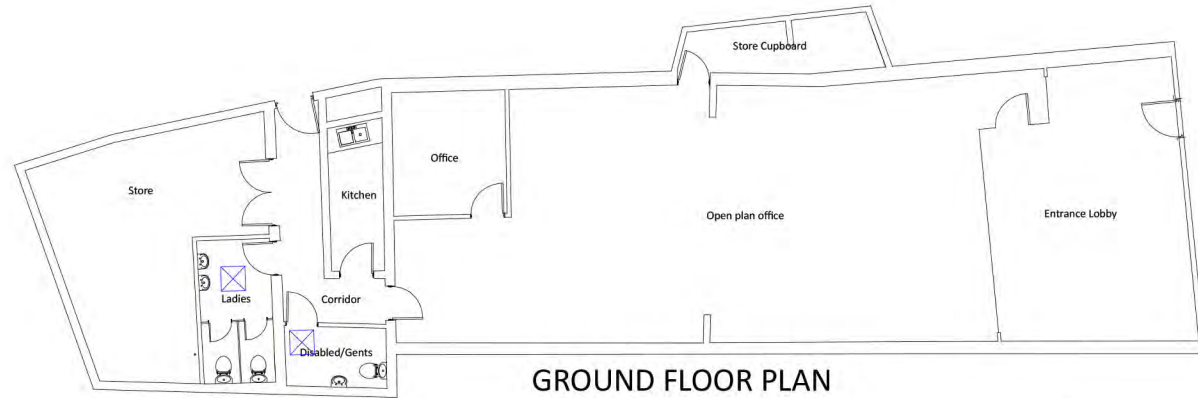 Store Cupboard
Office
Store
Kitchen
Open plan office
Entrance Lobby
Ladies
Corridor
Disabled/Gents
GROUND FLOOR PLAN